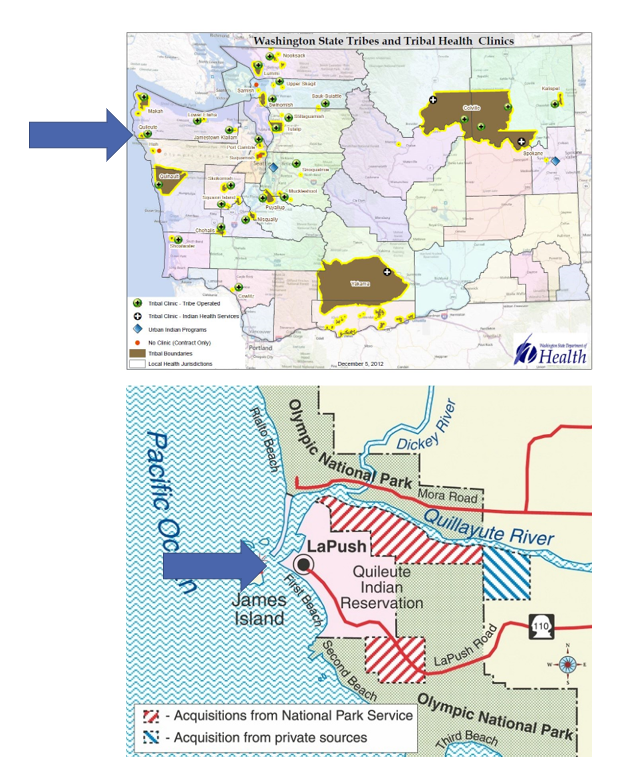 Washington State Tribes and Tribal Health Clinics
Nooksack
Lummi
Upper Skagit
Samish
Swinomish
Sauk-Suiattle
Stillaguamish
Tulalip
Makah
Lower Elwha
Quileute
Jamestown Klallam
Port Gamble
Suquamish
Snoqualmie
Muckleshoot
Quinault
Skokomish
Squaxin Island
Puyallup
Nisqually
Chehalis
Shoalwater
Cowlitz
Colville
Kalispel
Spokane
Yakama
Portland
Tribal Clinic - Tribe Operated
Tribal Clinic - Indian Health Services
Urban Indian Programs
No Clinic (Contract Only)
Tribal Boundaries
Local Health Jurisdictions
December 5, 2012
Washington State Department of
Health
Pacific Ocean
Rialto Beach
Olympic National Park
Dickey River
Mora Road
Quillayute River
LaPush
Quileute
Indian
Reservation
James
Island
First Beach
110
LaPush Road
Second Beach
N
W
E
S
Olympic National Park
Third Beach
- Acquisitions from National Park Service
- Acquisition from private sources